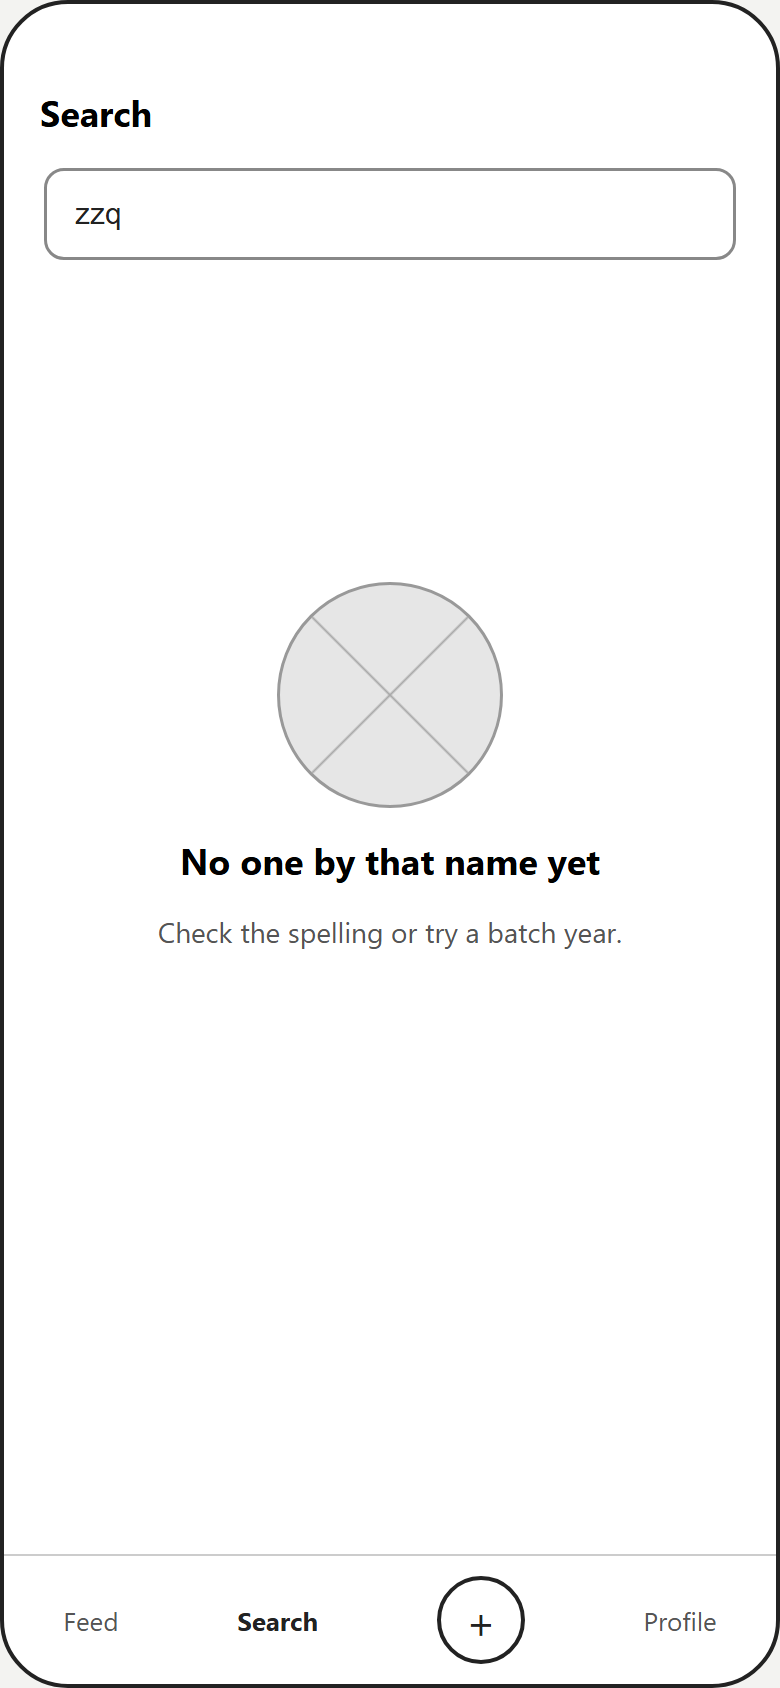 Search
zzq
No one by that name yet
Check the spelling or try a batch year.
Feed Search + Profile